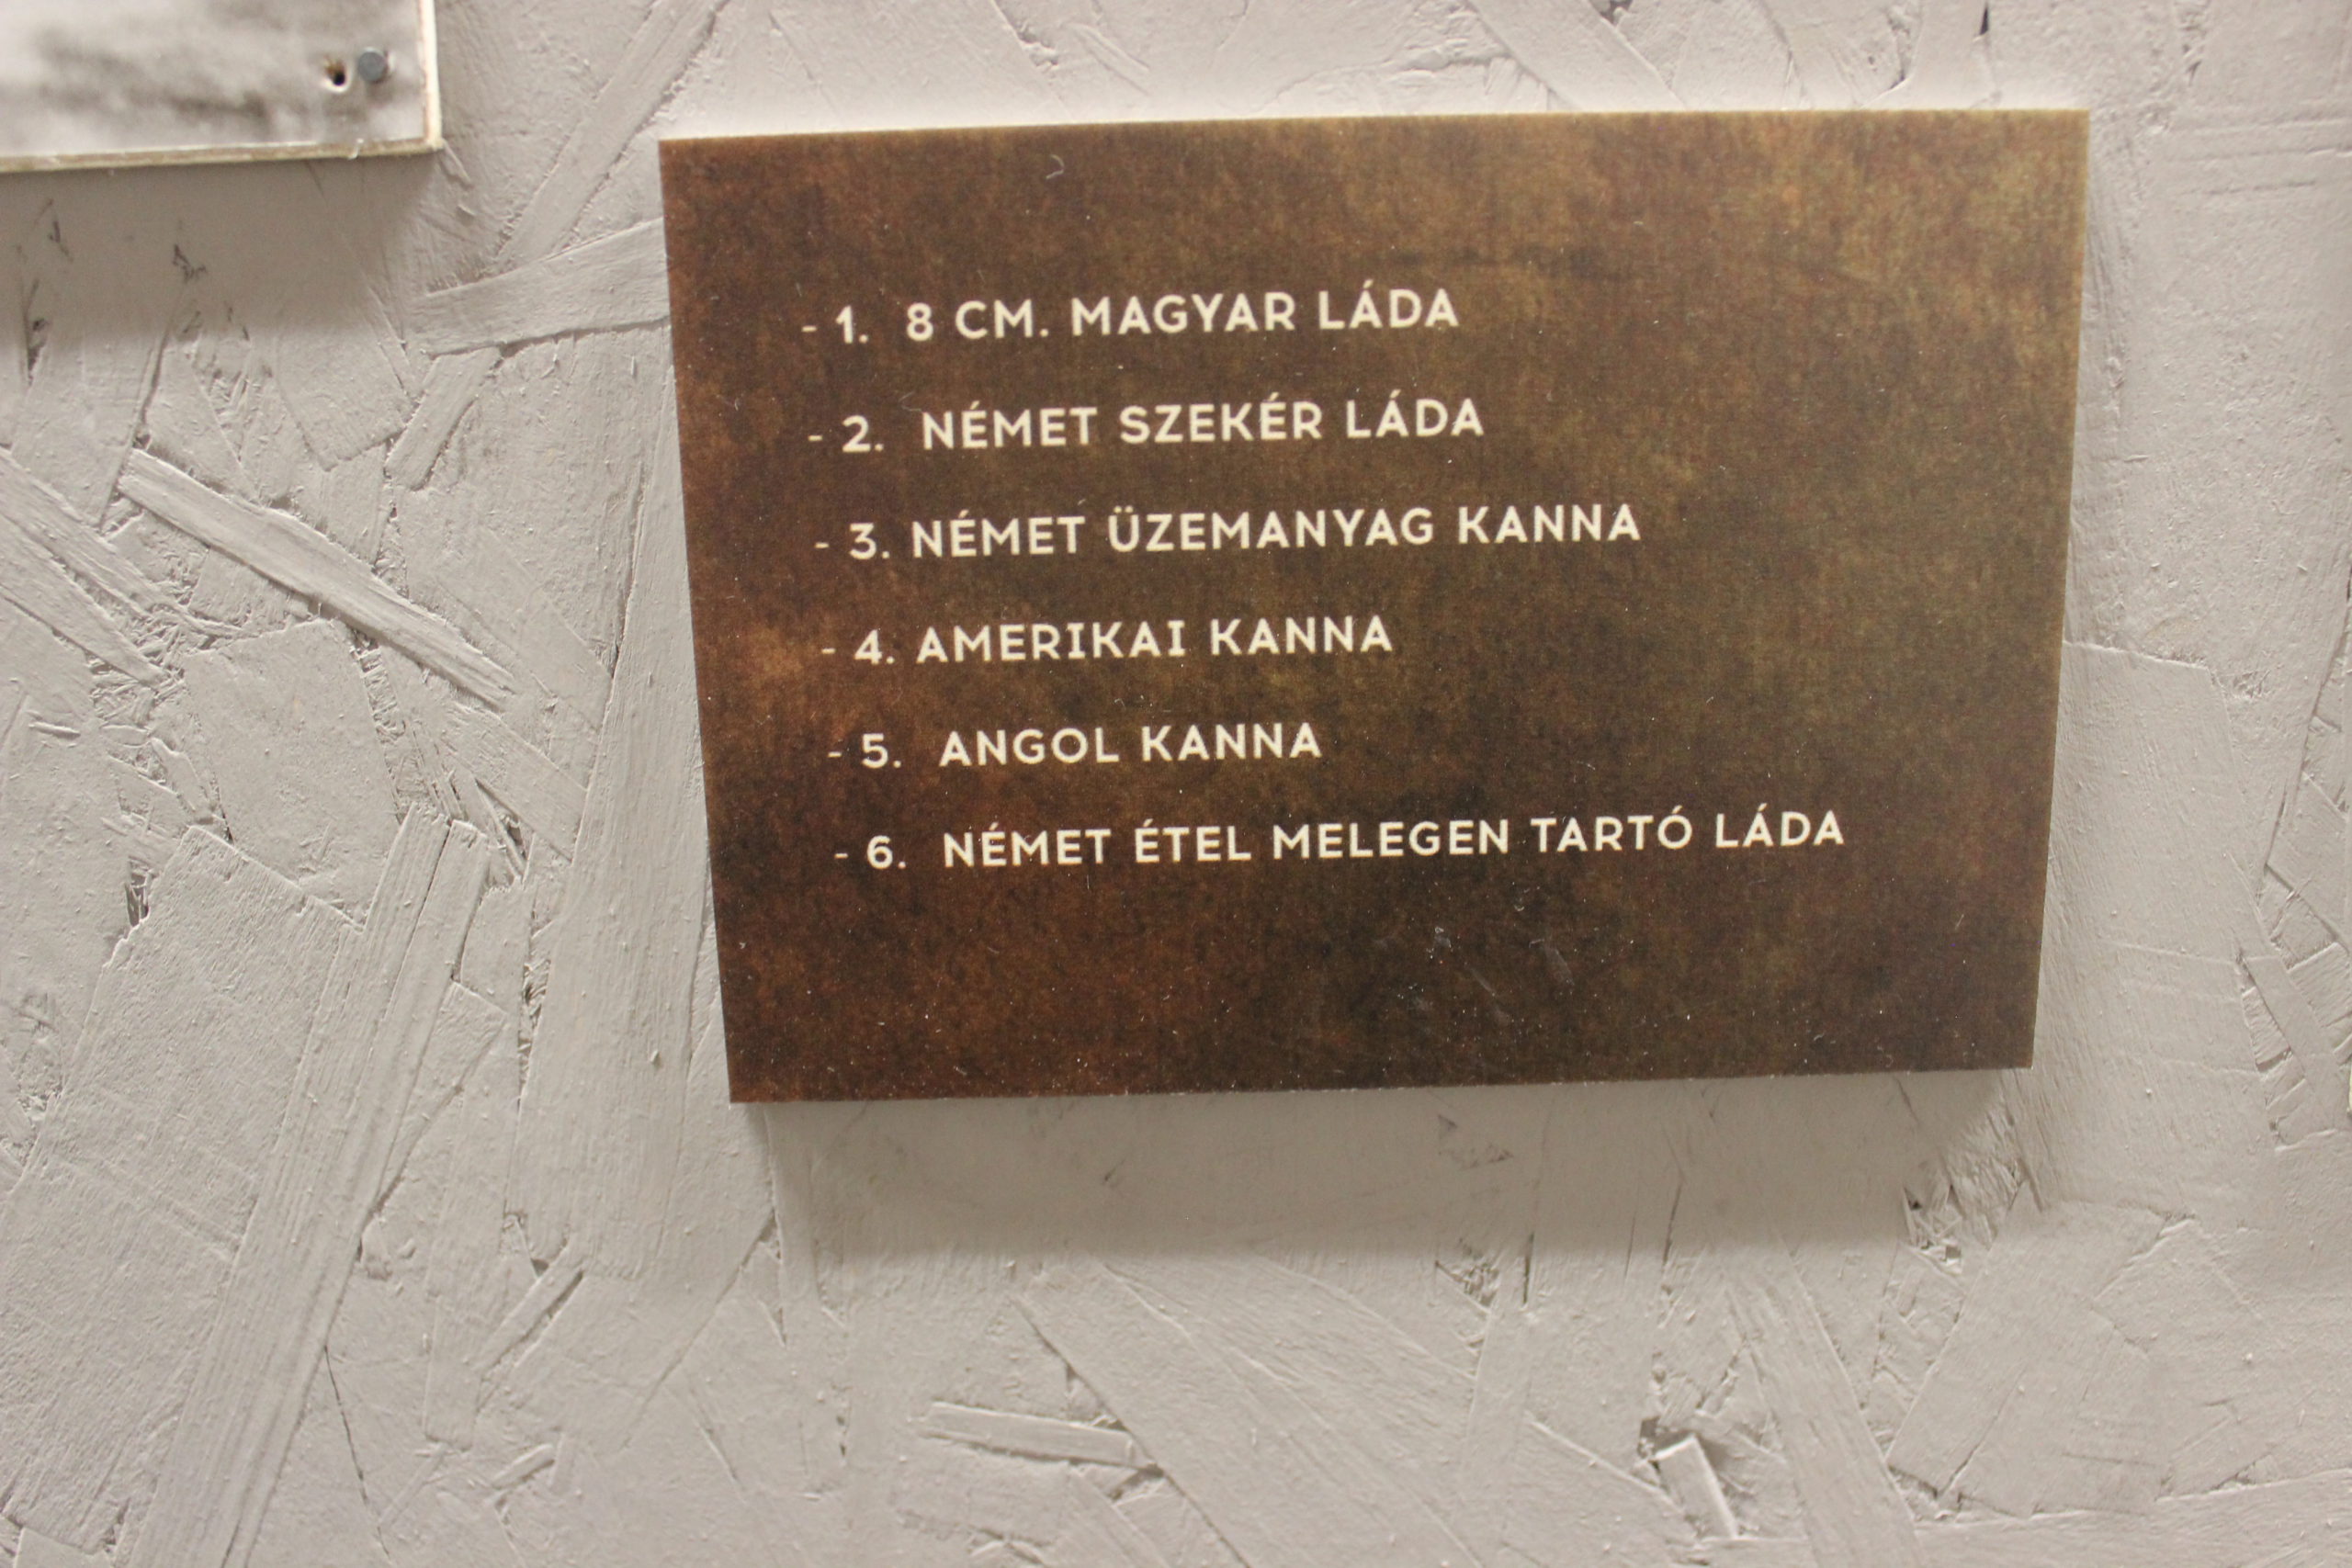 - 1. 8 CM. MAGYAR LÁDA
- 2. NÉMET SZEKÉR LÁDA
- 3. NÉMET ÜZEMANYAG KANNA
- 4. AMERIKAI KANNA
- 5. ANGOL KANNA
- 6. NÉMET ÉTEL MELEGEN TARTÓ LÁDA